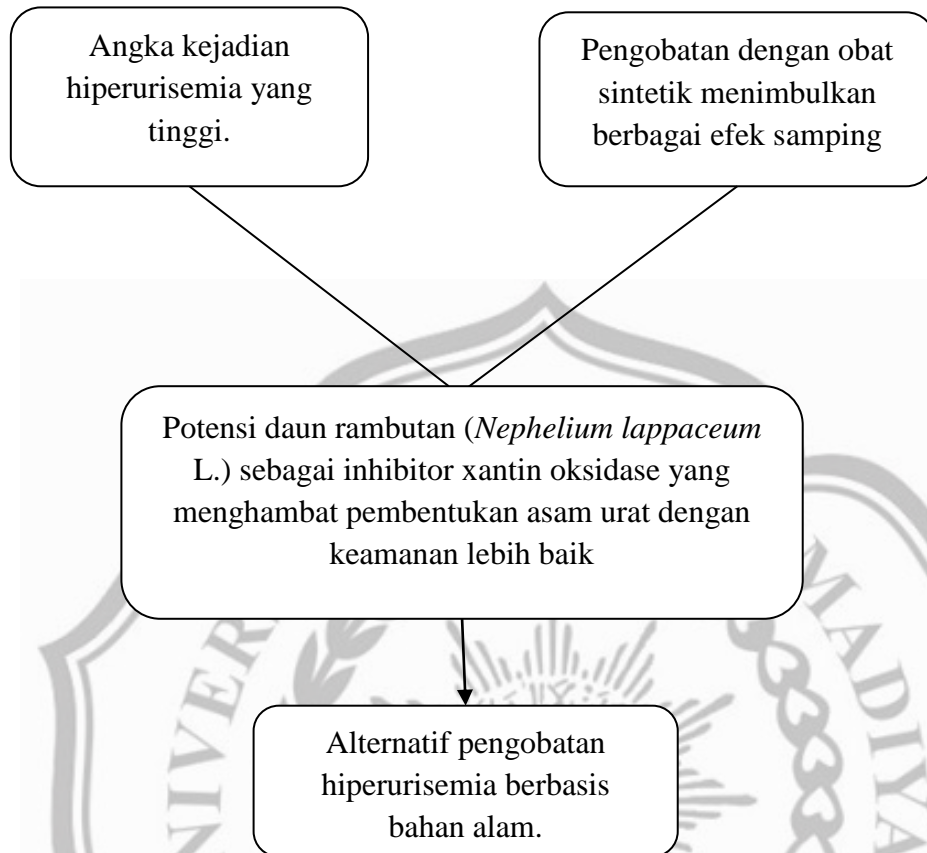 Angka kejadian
hiperurisemia yang
tinggi.
Pengobatan dengan obat
sintetik menimbulkan
berbagai efek samping
Potensi daun rambutan (Nephelium lappaceum
L.) sebagai inhibitor xantin oksidase yang
menghambat pembentukan asam urat dengan
keamanan lebih baik
Alternatif pengobatan
hiperurisemia berbasis
bahan alam.